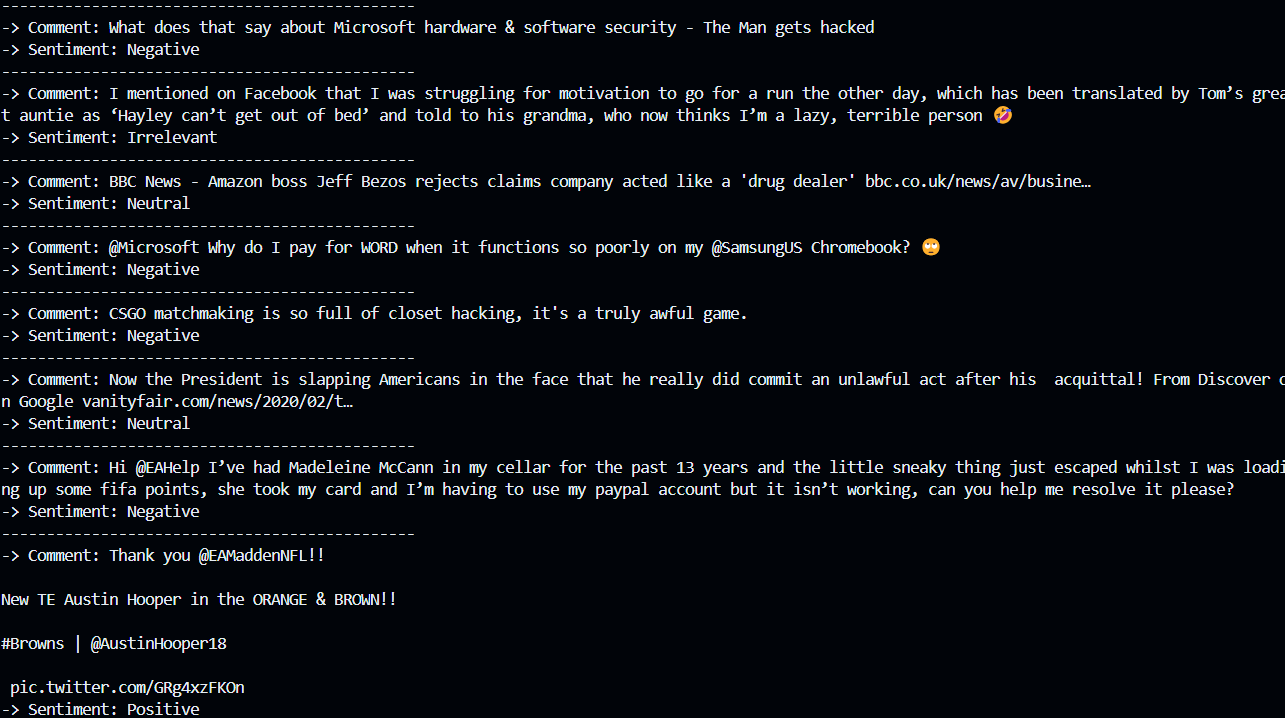 ----------------------------------------------
-> Comment: What does that say about Microsoft hardware & software security - The Man gets hacked
-> Sentiment: Negative
----------------------------------------------
-> Comment: I mentioned on Facebook that I was struggling for motivation to go for a run the other day, which has been translated by Tom’s grea
t auntie as ‘Hayley can’t get out of bed’ and told to his grandma, who now thinks I’m a lazy, terrible person 🤣
-> Sentiment: Irrelevant
----------------------------------------------
-> Comment: BBC News - Amazon boss Jeff Bezos rejects claims company acted like a 'drug dealer' bbc.co.uk/news/av/busine…
-> Sentiment: Neutral
----------------------------------------------
-> Comment: @Microsoft Why do I pay for WORD when it functions so poorly on my @SamsungUS Chromebook? 🙄
-> Sentiment: Negative
----------------------------------------------
-> Comment: CSGO matchmaking is so full of closet hacking, it's a truly awful game.
-> Sentiment: Negative
----------------------------------------------
-> Comment: Now the President is slapping Americans in the face that he really did commit an unlawful act after his  acquittal! From Discover o
n Google vanityfair.com/news/2020/02/t…
-> Sentiment: Neutral
----------------------------------------------
-> Comment: Hi @EAHelp I’ve had Madeleine McCann in my cellar for the past 13 years and the little sneaky thing just escaped whilst I was loadi
ng up some fifa points, she took my card and I’m having to use my paypal account but it isn’t working, can you help me resolve it please?
-> Sentiment: Negative
----------------------------------------------
-> Comment: Thank you @EAMaddenNFL!!
New TE Austin Hooper in the ORANGE & BROWN!!
#Browns | @AustinHooper18
pic.twitter.com/GRg4xzFKOn
-> Sentiment: Positive